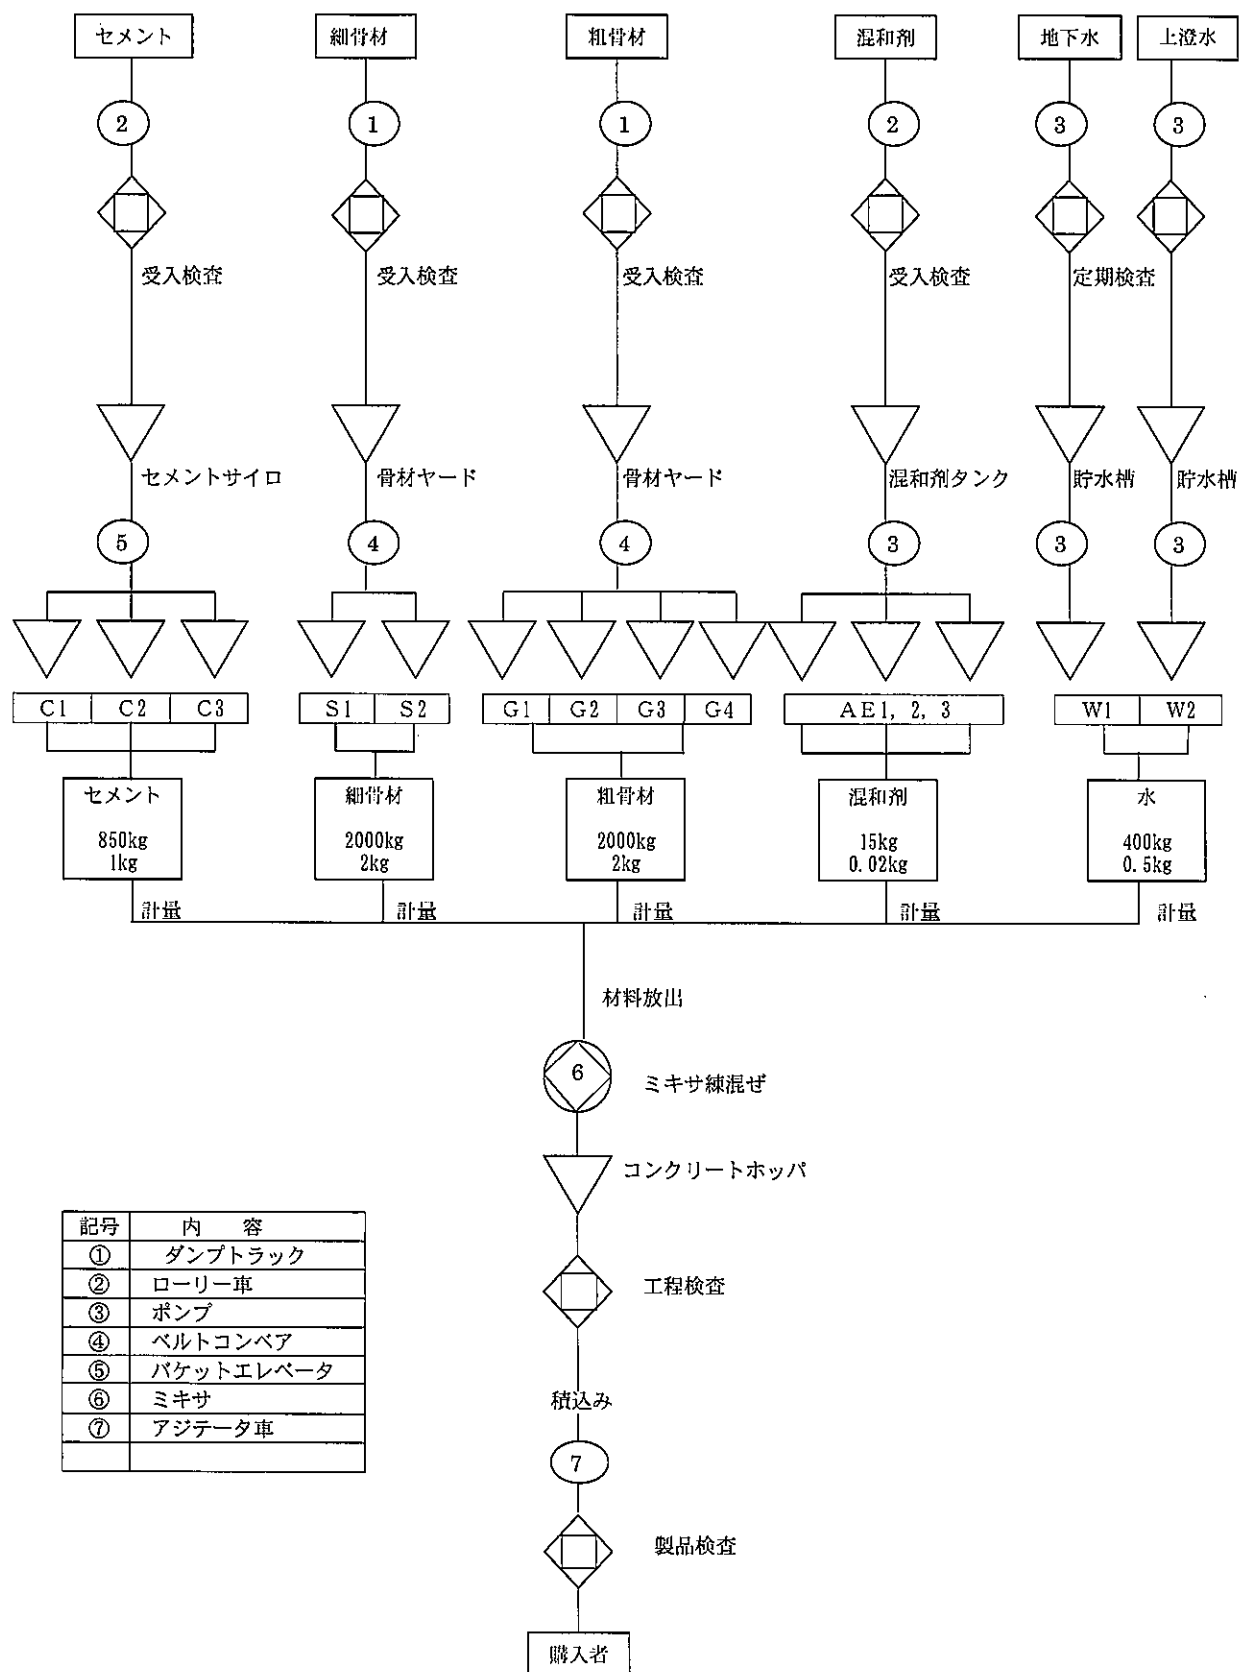 セメント 細骨材 粗骨材 混和剤 地下水 上澄水
2 1 1 2 3 3
受入検査 受入検査 受入検査 受入検査 定期検査
セメントサイロ 骨材ヤード 骨材ヤード 混和剤タンク 貯水槽 貯水槽
5 4 4 3 3 3
C1 C2 C3 S1 S2 G1 G2 G3 G4 AE1, 2, 3 W1 W2
セメント 細骨材 粗骨材 混和剤 水
850kg 2000kg 2000kg 15kg 400kg
1kg 2kg 2kg 0.02kg 0.5kg
計量 計量 計量 計量 計量
材料放出
6 ミキサ練混ぜ
コンクリートホッパ
工程検査
積込み
7
製品検査
購入者
記号 内 容
① ダンプトラック
② ローリー車
③ ポンプ
④ ベルトコンベア
⑤ バケットエレベータ
⑥ ミキサ
⑦ アジテータ車